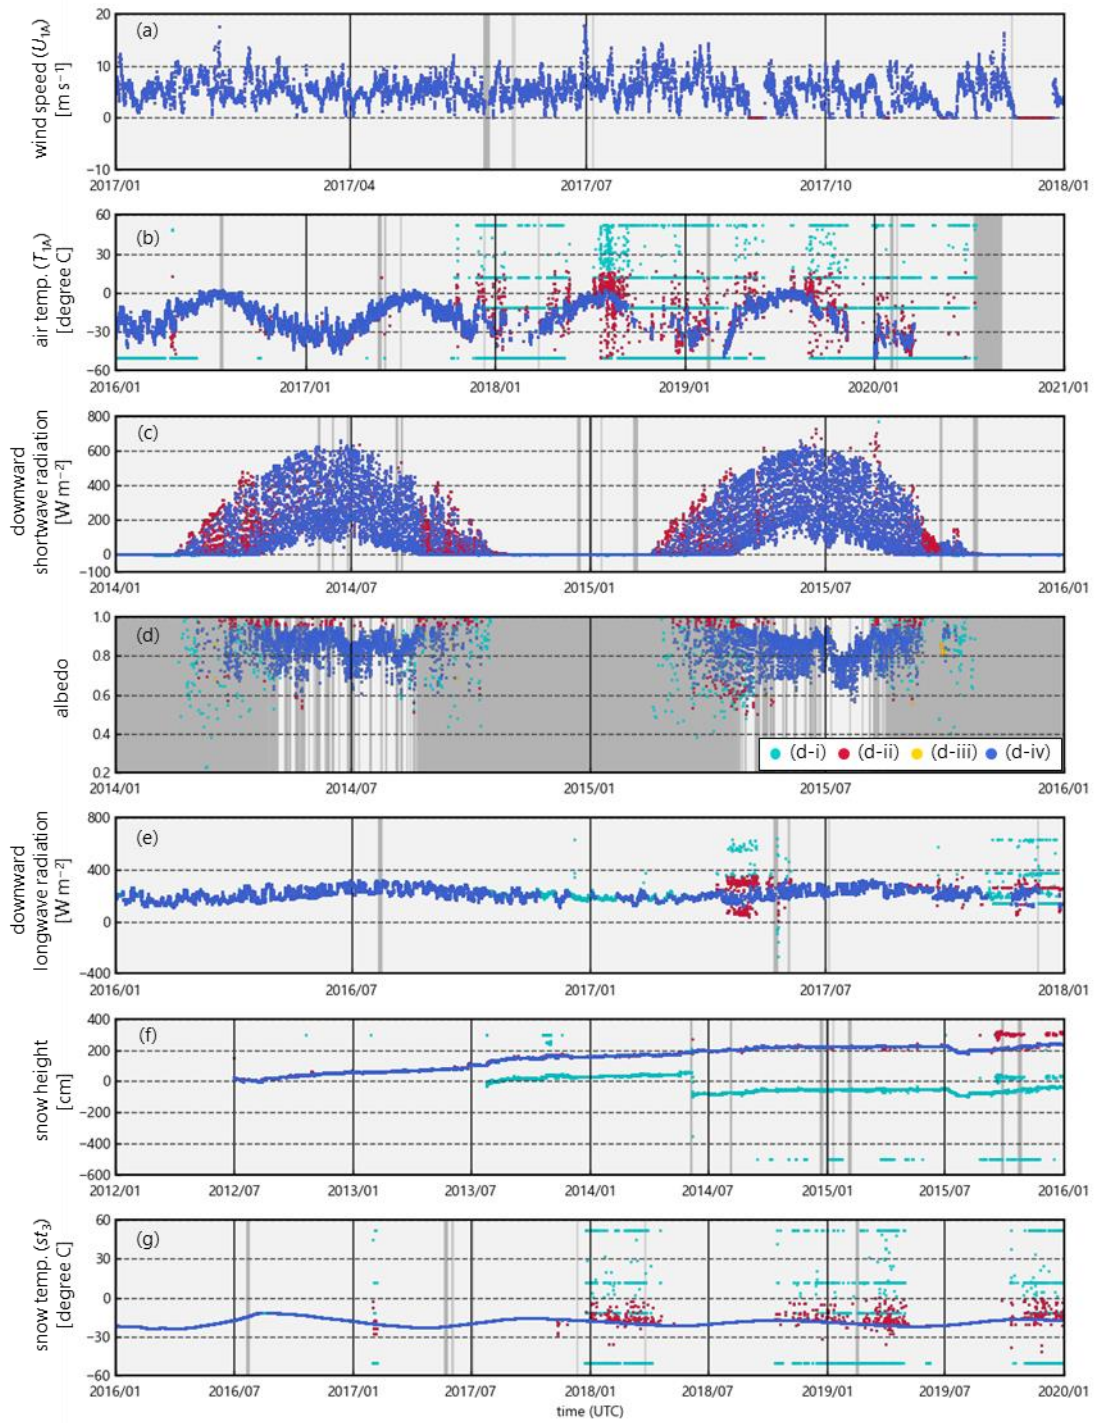 (a)
wind speed (U1A)
[m s−1]
20
10
0
−10
2017/01 2017/04 2017/07 2017/10 2018/01
(b)
air temp. (T1A)
[degree C]
60
30
0
−30
−60
2016/01 2017/01 2018/01 2019/01 2020/01 2021/01
(c)
downward
shortwave radiation
[W m−2]
800
600
400
200
0
−100
2014/01 2014/07 2015/01 2015/07 2016/01
(d)
albedo
1.0
0.8
0.6
0.4
0.2
(d-i) (d-ii) (d-iii) (d-iv)
2014/01 2014/07 2015/01 2015/07 2016/01
(e)
downward
longwave radiation
[W m−2]
800
400
0
−400
2016/01 2016/07 2017/01 2017/07 2018/01
(f)
snow height
[cm]
400
200
0
−200
−400
−600
2012/01 2012/07 2013/01 2013/07 2014/01 2014/07 2015/01 2015/07 2016/01
(g)
snow temp. (st3)
[degree C]
60
30
0
−30
−60
2016/01 2016/07 2017/01 2017/07 2018/01 2018/07 2019/01 2019/07 2020/01
time (UTC)